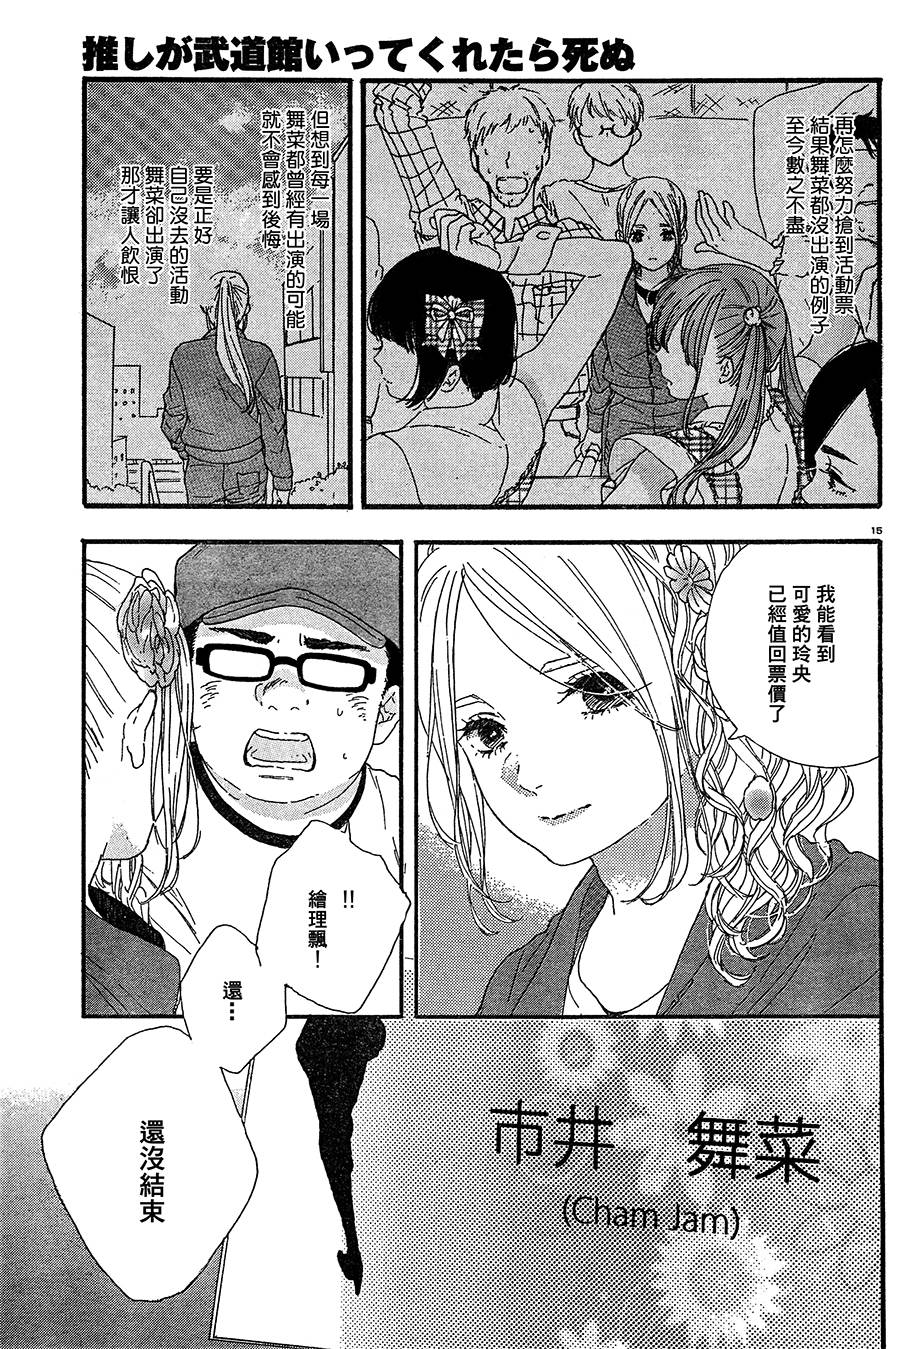 推しが武道館いってくれたら死ぬ
再怎麼努力搶到活動票
結果舞菜都沒出演的例子
至今數之不盡
但想到每一場
舞菜都曾經有出演的可能
就不會感到後悔
要是正好
自己沒去的活動
舞菜卻出演了
那才讓人飲恨
15
我能看到
可愛的玲央
已經值回票價了
!!
繪理飄!
還…
還沒結束
市井 舞菜
(Cham Jam)